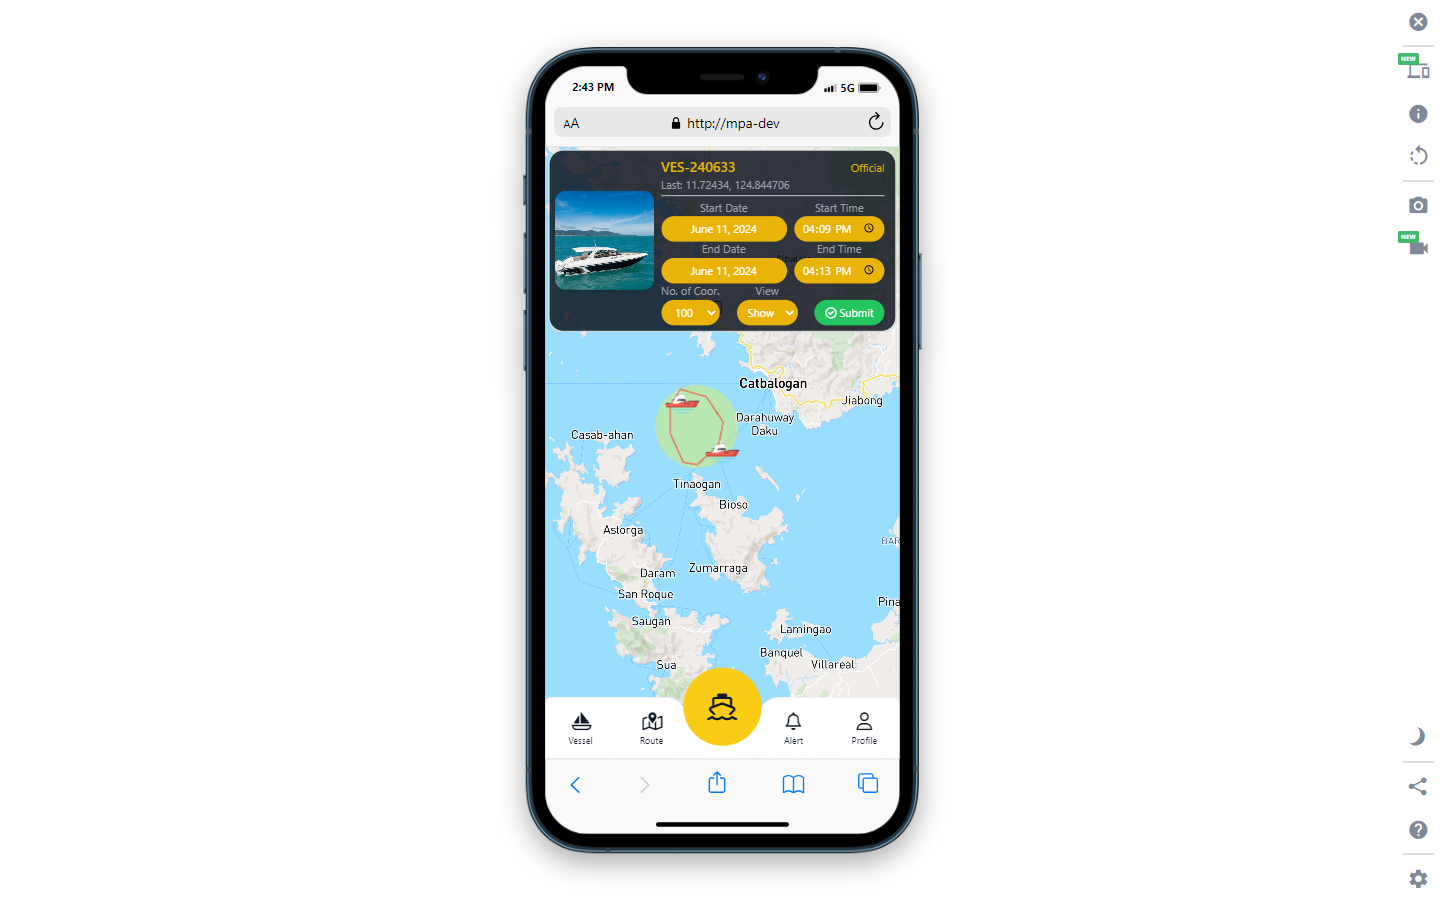 2:43 PM
5G
AA
http://mpa-dev
VES-240633
Official
Last: 11.72434, 124.844706
Start Date
Start Time
June 11, 2024
04:09 PM
End Date
End Time
June 11, 2024
04:13 PM
No. of Coor.
View
100
Show
Submit
Catbalogan
Jiabong
Darahuway
Daku
Casab-ahan
Tinaogan
Bioso
Astorga
BAR
Zumarraga
Daram
San Roque
Pina
Saugan
Lamingao
Banquel
Villareal
Sua
Vessel
Route
Alert
Profile
NEW
NEW